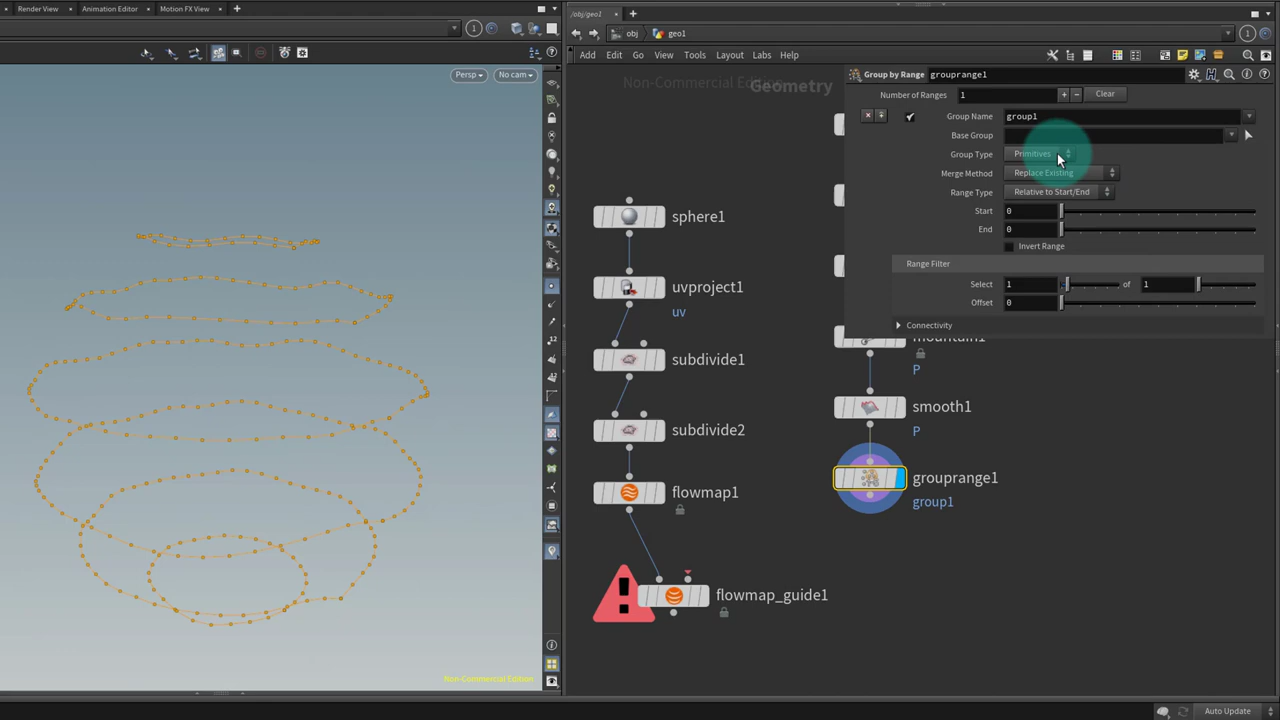 Render View
Animation Editor
Motion FX View
/obj/geo1
1
obj
geo1
1
Add
Edit
Go
View
Tools
Layout
Labs
Help
Persp
No cam
Non-Commercial Edition
Geometry
Group by Range
grouprange1
Number of Ranges
1
Clear
Group Name
group1
Base Group
Group Type
Primitives
Merge Method
Replace Existing
Range Type
Relative to Start/End
Start
0
End
0
Invert Range
Range Filter
Select
1
of
1
Offset
0
Connectivity
sphere1
uvproject1
uv
subdivide1
subdivide2
flowmap1
flowmap_guide1
mountain1
P
smooth1
P
grouprange1
group1
12
Non-Commercial Edition
Auto Update